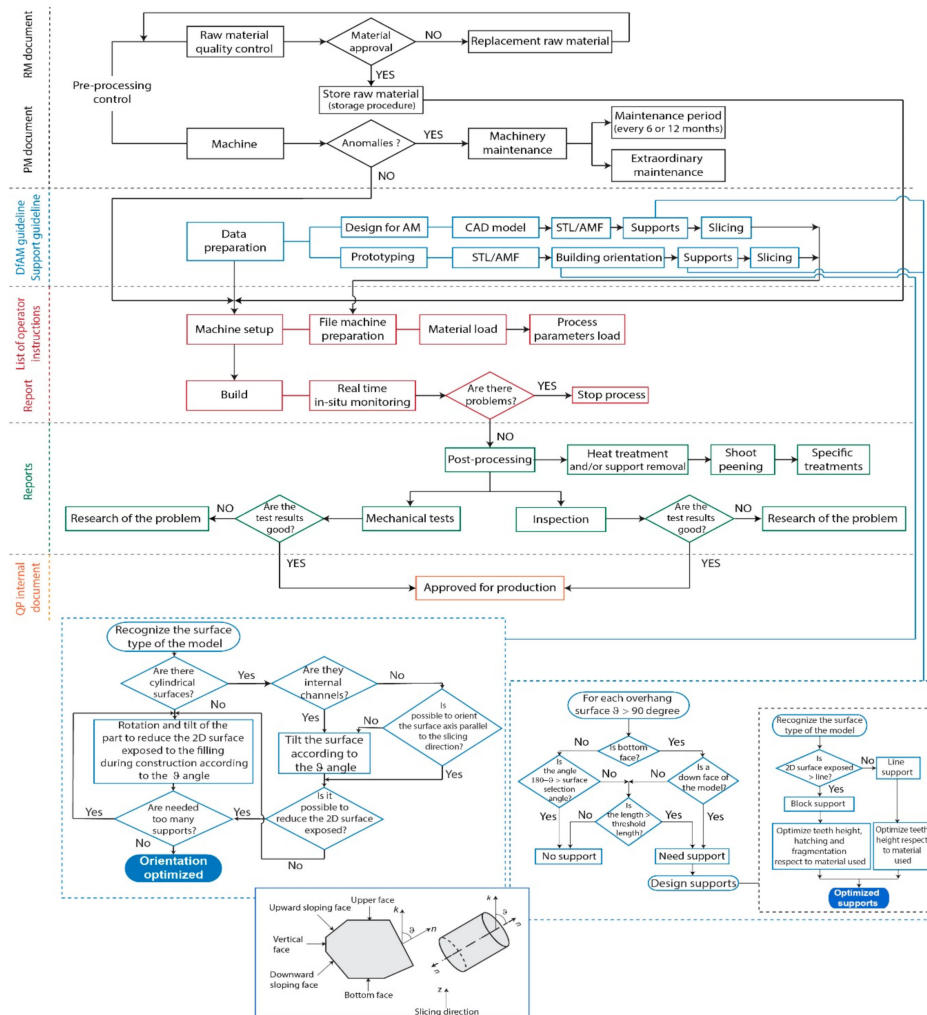 RM document
Raw material
quality control
Material
approval
NO
Replacement raw material
YES
Store raw material
(storage procedure)
Pre-processing
control
PM document
Machine
Anomalies ?
YES
Machinery
maintenance
Maintenance period
(every 6 or 12 months)
Extraordinary
maintenance
NO
DfAM guideline
Support guideline
Data
preparation
Design for AM
CAD model
STL/AMF
Supports
Slicing
Prototyping
STL/AMF
Building orientation
Supports
Slicing
List of operator
instructions
Machine setup
File machine
preparation
Material load
Process
parameters load
Report
Build
Real time
in-situ monitoring
Are there
problems?
YES
Stop process
NO
Reports
Post-processing
Heat treatment
and/or support removal
Shoot
peening
Specific
treatments
Research of the problem
NO
Are the
test results
good?
Mechanical tests
Inspection
Are the
test results
good?
NO
Research of the problem
YES
YES
QP internal
document
Approved for production
Recognize the surface
type of the model
Are there
cylindrical
surfaces?
Yes
Are they
internal
channels?
No
Is
possible to orient
the surface axis parallel
to the slicing
direction?
No
Yes
No
Yes
Rotation and tilt of the
part to reduce the 2D surface
exposed to the filling
during construction according
to the ϑ angle
Tilt the surface
according to
the ϑ angle
Yes
Are needed
too many
supports?
Yes
Is it
possible to
reduce the 2D surface
exposed?
No
No
Orientation
optimized
For each overhang
surface ϑ > 90 degree
No
Is bottom
face?
Yes
Is
the angle
180-ϑ > surface
selection
angle?
No
No
Is a
down face of
the model?
Is
the length >
threshold
length?
Yes
No
Yes
Yes
No support
Need support
Design supports
Recognize the surface
type of the model
Is
2D surface exposed
> line?
No
Line
support
Yes
Block support
Optimize teeth height,
hatching and
fragmentation
respect to material used
Optimize teeth
height respect
to material
used
Optimized
supports
Upper face
Upward sloping face
Vertical
face
Downward
sloping face
Bottom face
k
ϑ
n
k
ϑ
n
n
z
Slicing direction